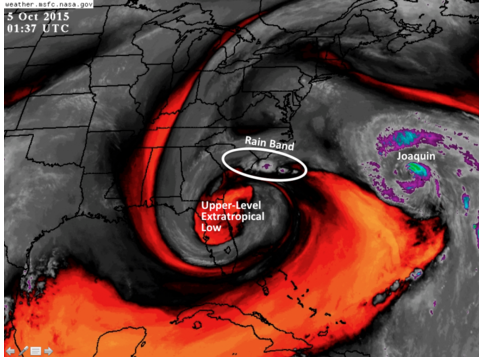 weather.msfc.nasa.gov
5 Oct 2015
01:37 UTC
Rain Band
Joaquin
Upper-Level
Extratropical
Low